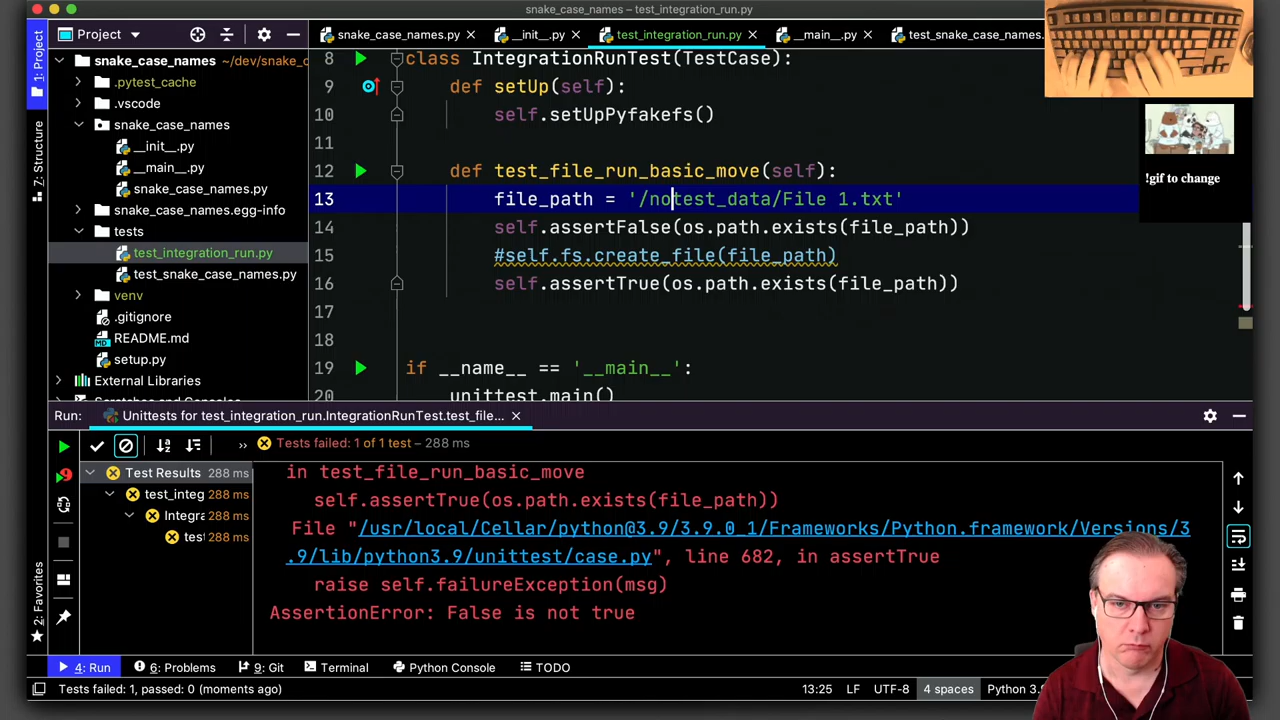 snake_case_names – test_integration_run.py
1: Project
Project
snake_case_names.py
__init__.py
test_integration_run.py
__main__.py
test_snake_case_names.
snake_case_names ~/dev/snake_c
.pytest_cache
.vscode
snake_case_names
__init__.py
__main__.py
snake_case_names.py
snake_case_names.egg-info
tests
test_integration_run.py
test_snake_case_names.py
venv
.gitignore
README.md
setup.py
External Libraries
Scratches and Consoles
7: Structure
2: Favorites
8 class IntegrationRunTest(TestCase):
9 def setUp(self):
10 self.setUpPyfakefs()
11
12 def test_file_run_basic_move(self):
13 file_path = '/notest_data/File 1.txt'
14 self.assertFalse(os.path.exists(file_path))
15 #self.fs.create_file(file_path)
16 self.assertTrue(os.path.exists(file_path))
17
18
19 if __name__ == '__main__':
20 unittest.main()
!gif to change
Run: Unittests for test_integration_run.IntegrationRunTest.test_file...
» Tests failed: 1 of 1 test – 288 ms
Test Results 288 ms
test_integ 288 ms
Integra 288 ms
test 288 ms
in test_file_run_basic_move
self.assertTrue(os.path.exists(file_path))
File "/usr/local/Cellar/python@3.9/3.9.0_1/Frameworks/Python.framework/Versions/3
.9/lib/python3.9/unittest/case.py", line 682, in assertTrue
raise self.failureException(msg)
AssertionError: False is not true
4: Run
6: Problems
9: Git
Terminal
Python Console
TODO
Tests failed: 1, passed: 0 (moments ago)
13:25 LF UTF-8 4 spaces Python 3.